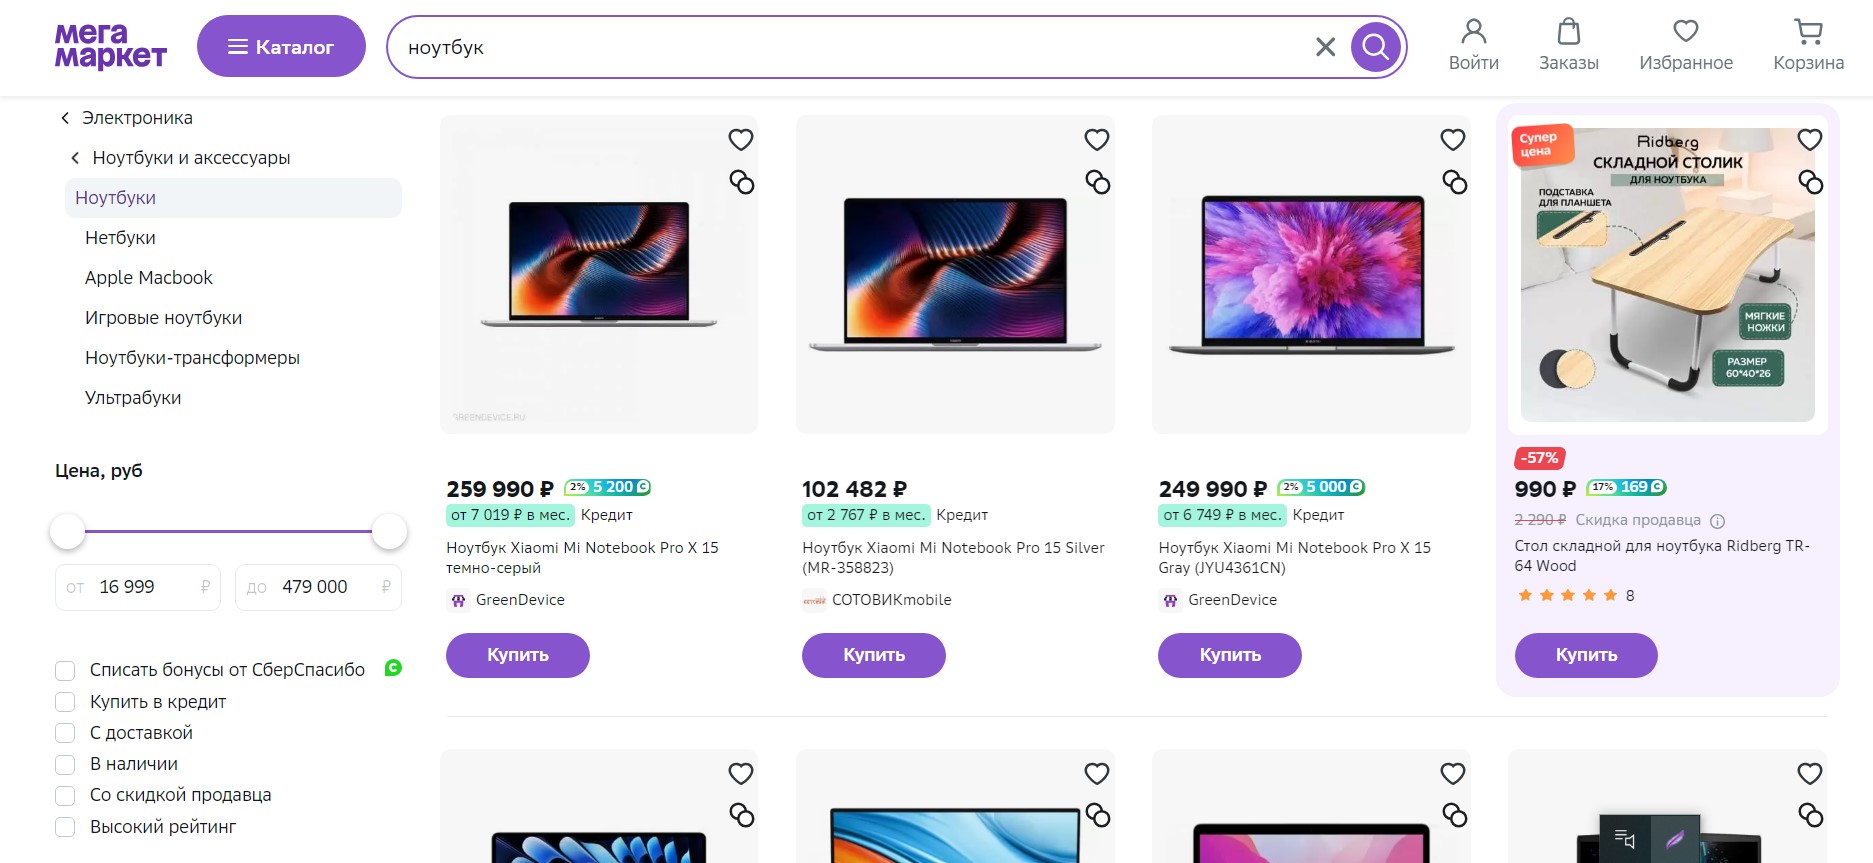 мега
маркет
Каталог
ноутбук
Войти
Заказы
Избранное
Корзина
Электроника
Ноутбуки и аксессуары
Ноутбуки
Нетбуки
Apple Macbook
Игровые ноутбуки
Ноутбуки-трансформеры
Ультрабуки
Цена, руб
от 16 999 ₽
до 479 000 ₽
Списать бонусы от СберСпасибо
Купить в кредит
С доставкой
В наличии
Со скидкой продавца
Высокий рейтинг
GREENDEVICE.RU
259 990 ₽ 2% 5 200
от 7 019 ₽ в мес. Кредит
Ноутбук Xiaomi Mi Notebook Pro X 15
темно-серый
GreenDevice
Купить
102 482 ₽
от 2 767 ₽ в мес. Кредит
Ноутбук Xiaomi Mi Notebook Pro 15 Silver
(MR-358823)
СОТОВИКmobile
Купить
249 990 ₽ 2% 5 000
от 6 749 ₽ в мес. Кредит
Ноутбук Xiaomi Mi Notebook Pro X 15
Gray (JYU4361CN)
GreenDevice
Купить
Супер
цена
Ridberg
СКЛАДНОЙ СТОЛИК
ДЛЯ НОУТБУКА
ПОДСТАВКА
ДЛЯ ПЛАНШЕТА
МЯГКИЕ
НОЖКИ
РАЗМЕР
60*40*26
-57%
990 ₽ 17% 169
2 290 ₽ Скидка продавца
Стол складной для ноутбука Ridberg TR-
64 Wood
8
Купить